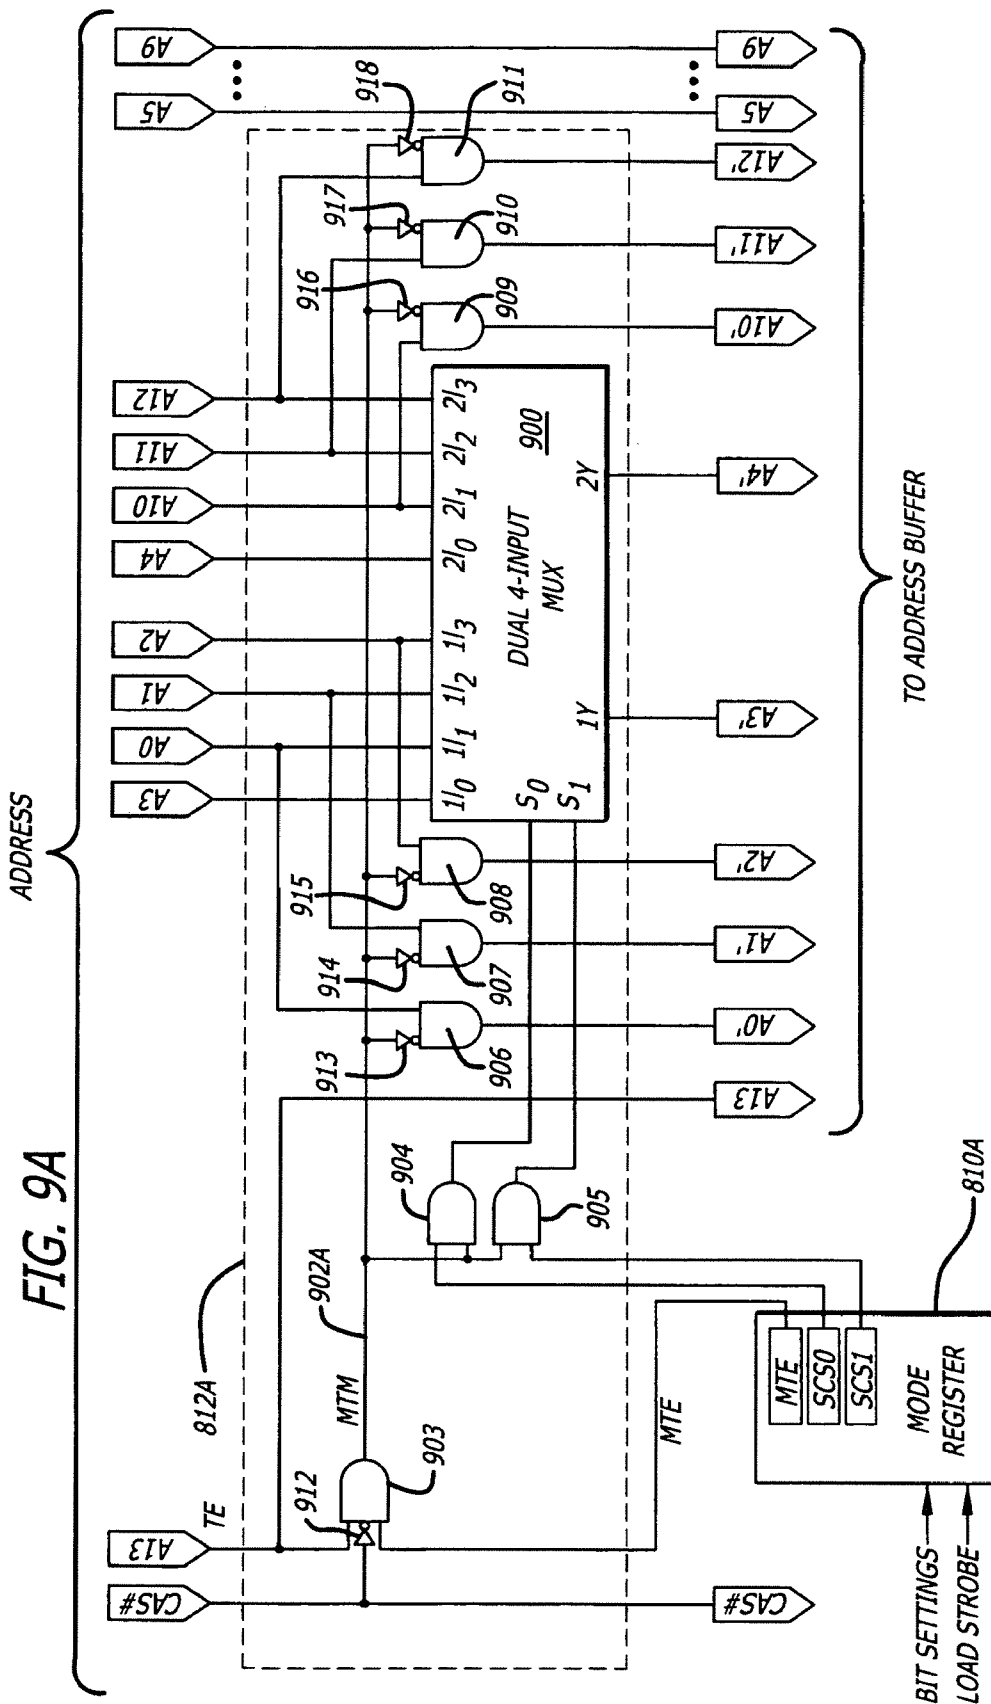 FIG. 9A
ADDRESS
CAS#
A13
A3
A0
A1
A2
A4
A10
A11
A12
A5
A9
TE
812A
912
903
MTM
902A
904
905
913
914
915
916
917
918
906
907
908
909
910
911
1I0
1I1
1I2
1I3
2I0
2I1
2I2
2I3
S0
S1
DUAL 4-INPUT
MUX
900
1Y
2Y
MTE
CAS#
A13
A0'
A1'
A2'
A3'
A4'
A10'
A11'
A12'
A5
A9
TO ADDRESS BUFFER
BIT SETTINGS
LOAD STROBE
MTE
SCS0
SCS1
MODE
REGISTER
810A